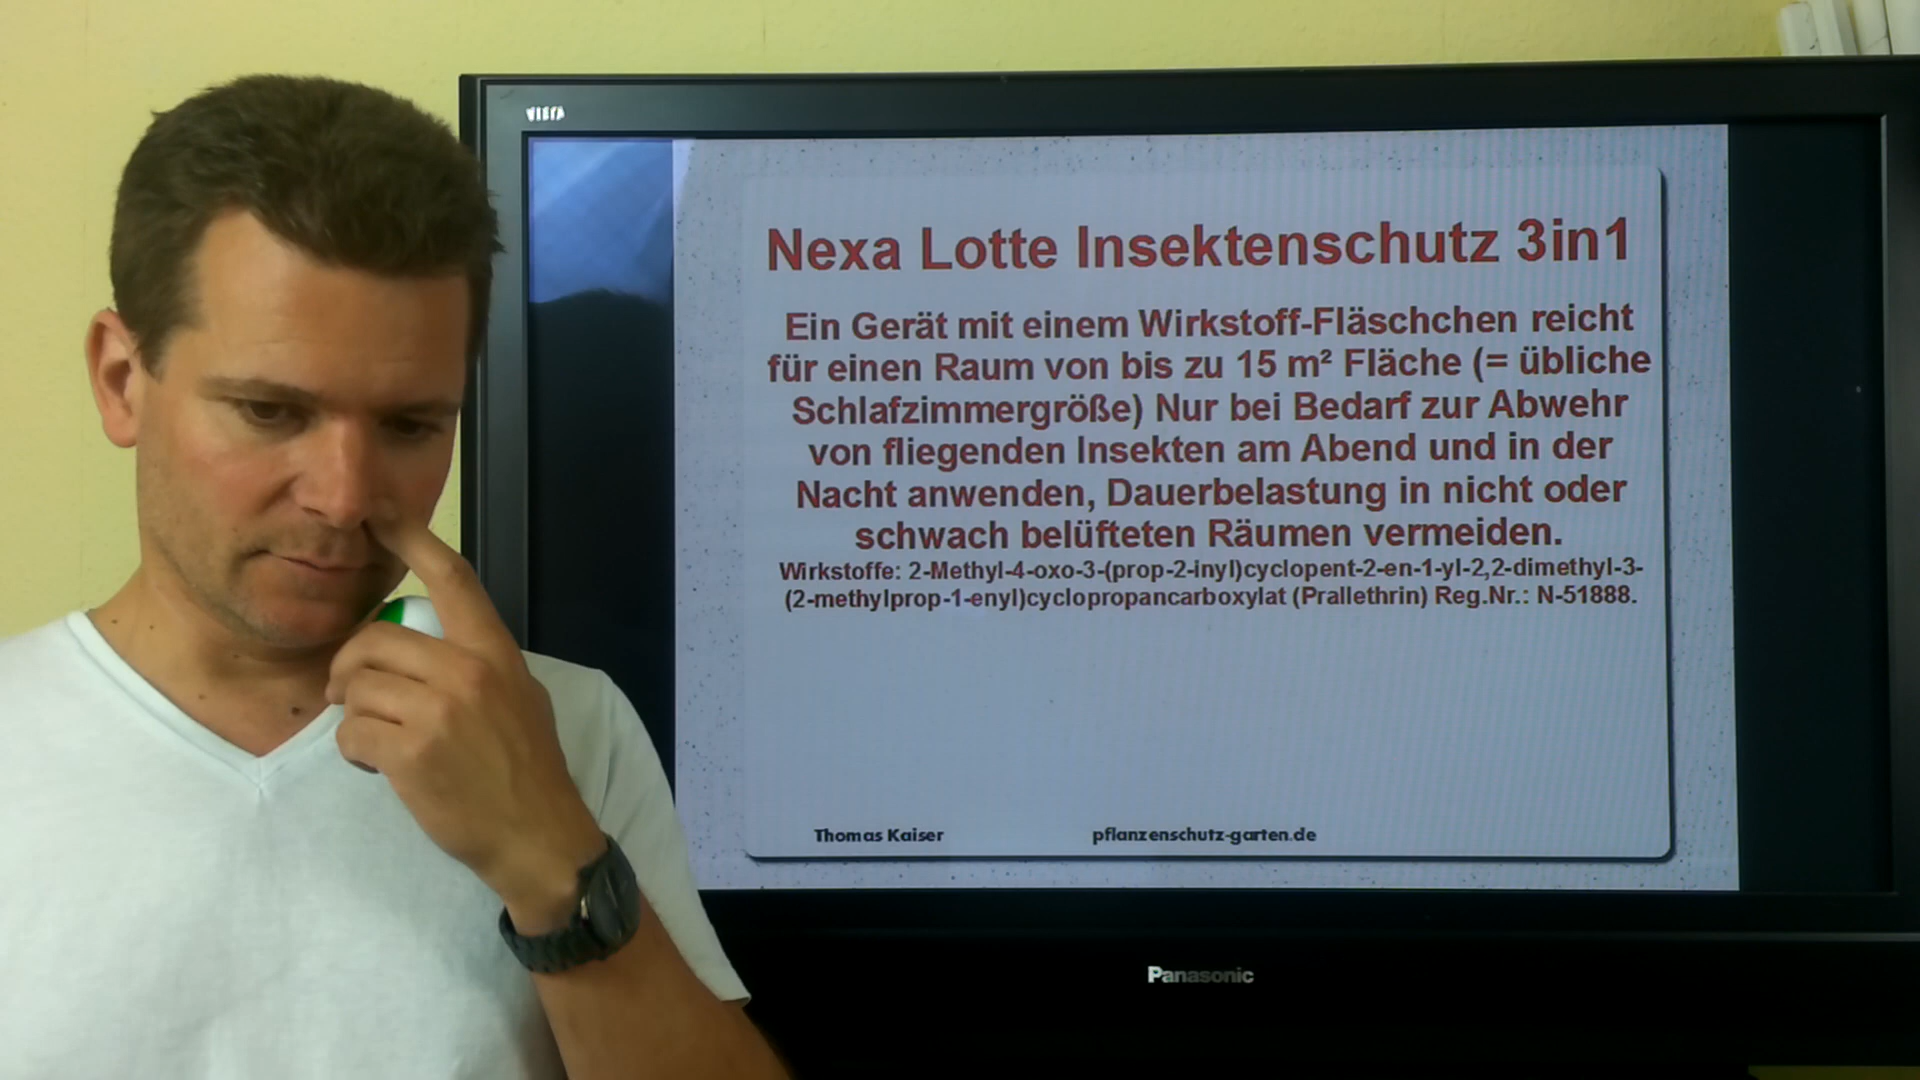 VIErA
Nexa Lotte Insektenschutz 3in1
Ein Gerät mit einem Wirkstoff-Fläschchen reicht
für einen Raum von bis zu 15 m² Fläche (= übliche
Schlafzimmergröße) Nur bei Bedarf zur Abwehr
von fliegenden Insekten am Abend und in der
Nacht anwenden, Dauerbelastung in nicht oder
schwach belüfteten Räumen vermeiden.
Wirkstoffe: 2-Methyl-4-oxo-3-(prop-2-inyl)cyclopent-2-en-1-yl-2,2-dimethyl-3-
(2-methylprop-1-enyl)cyclopropancarboxylat (Prallethrin) Reg.Nr.: N-51888.
Thomas Kaiser pflanzenschutz-garten.de
Panasonic